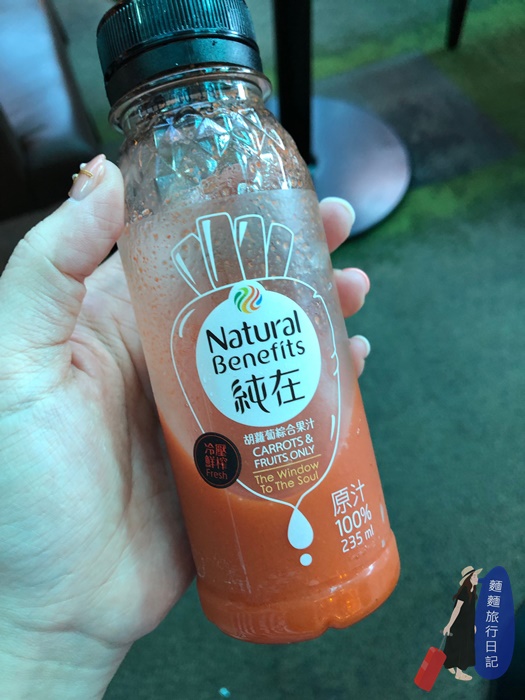 Natural
Benefits
純在
胡蘿蔔綜合果汁
CARROTS &
FRUITS ONLY
The Window
To The Soul
冷壓
鮮榨
Fresh
原汁
100%
235 ml
麵麵旅行日記